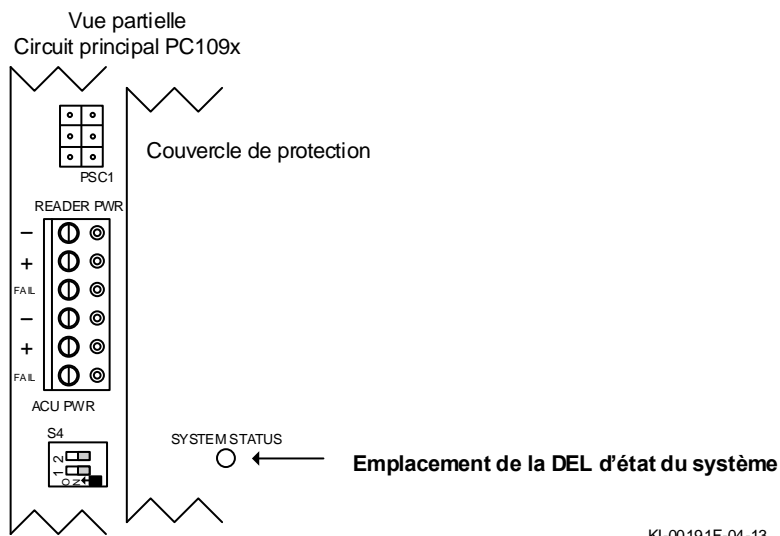 Vue partielle
Circuit principal PC109x
Couvercle de protection
PSC1
READER PWR
−
+
FAIL
−
+
FAIL
ACU PWR
S4
1 2
ON
SYSTEM STATUS
Emplacement de la DEL d’état du système
KI-00191F-04-13